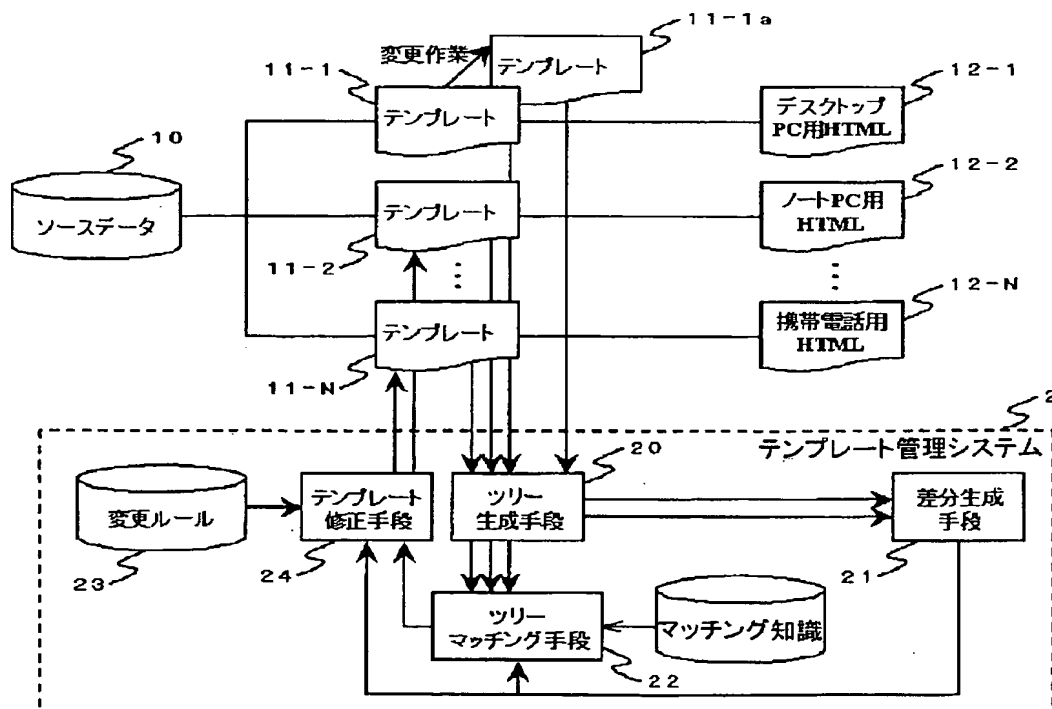 11-1a
変更作業
テンプレート
11-1
12-1
テンプレート
デスクトップ
PC用HTML
10
12-2
ソースデータ
テンプレート
ノートPC用
HTML
11-2
⋮
⋮
12-N
テンプレート
携帯電話用
HTML
11-N
2
テンプレート管理システム
20
変更ルール
テンプレート
修正手段
ツリー
生成手段
差分生成
手段
23
24
21
ツリー
マッチング手段
マッチング知識
22